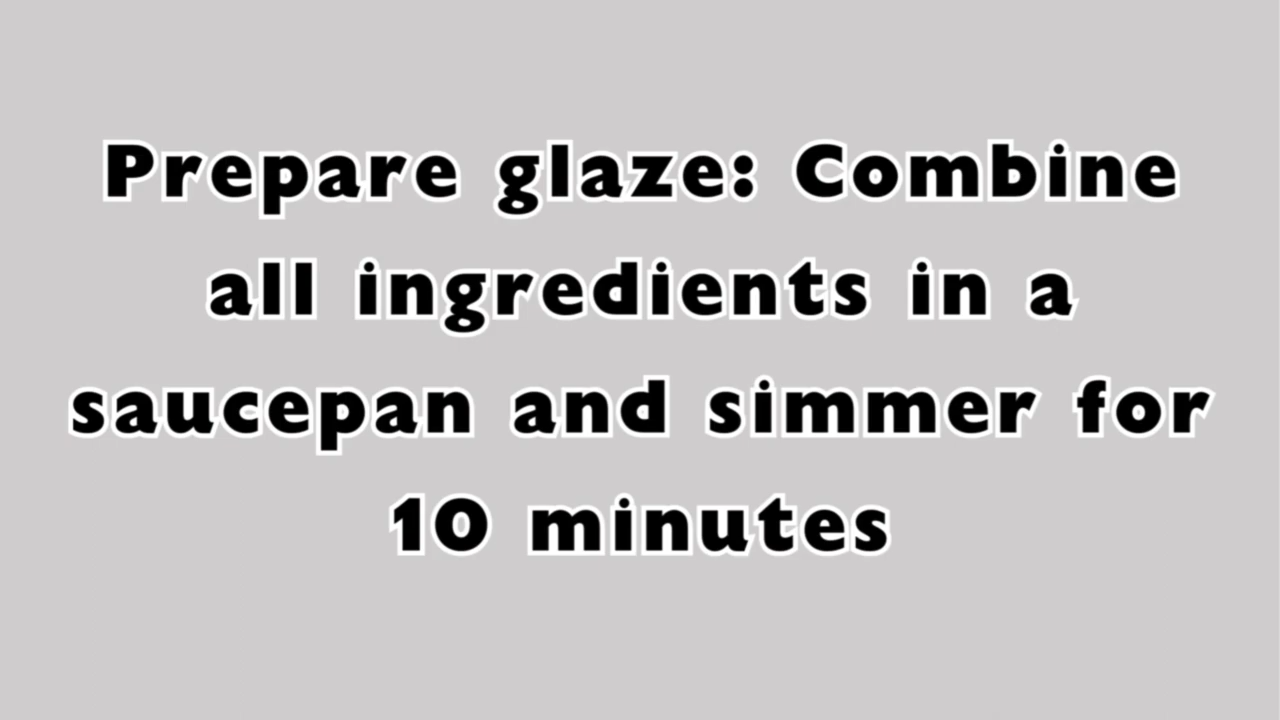 Prepare glaze: Combine
all ingredients in a
saucepan and simmer for
10 minutes